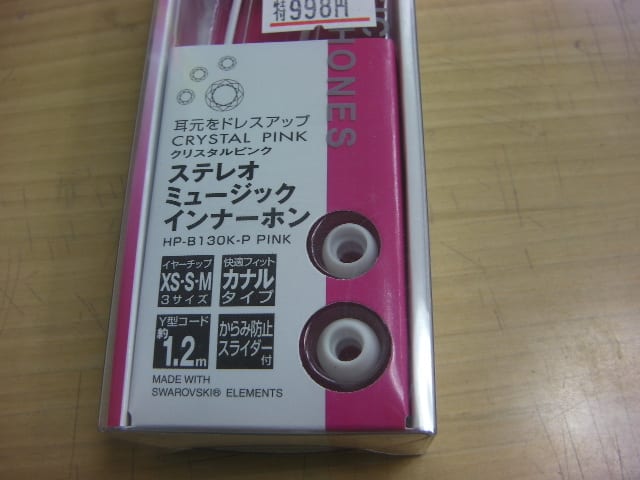 付998円
PHONES
耳元をドレスアップ
CRYSTAL PINK
クリスタルピンク
ステレオ
ミュージック
インナーホン
HP-B130K-P PINK
イヤーチップ
XS-S-M
3サイズ
快適フィット
カナル
タイプ
Y型コード
約1.2m
からみ防止
スライダー付
MADE WITH
SWAROVSKI® ELEMENTS